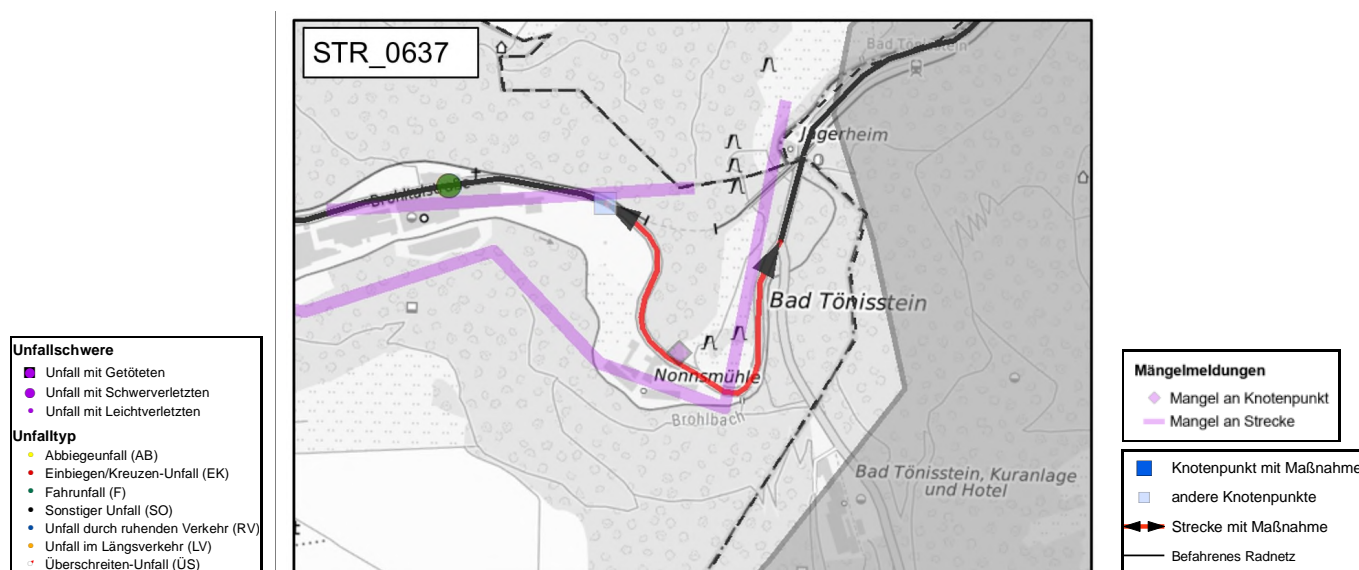 STR_0637
Bad Tönisstein
Jägerheim
Brohltalstraße
Bad Tönisstein
Nonnsmühle
Brohlbach
Bad Tönisstein, Kuranlage
und Hotel
Unfallschwere
Unfall mit Getöteten
Unfall mit Schwerverletzten
Unfall mit Leichtverletzten
Unfalltyp
Abbiegeunfall (AB)
Einbiegen/Kreuzen-Unfall (EK)
Fahrunfall (F)
Sonstiger Unfall (SO)
Unfall durch ruhenden Verkehr (RV)
Unfall im Längsverkehr (LV)
Überschreiten-Unfall (ÜS)
Mängelmeldungen
Mangel an Knotenpunkt
Mangel an Strecke
Knotenpunkt mit Maßnahme
andere Knotenpunkte
Strecke mit Maßnahme
Befahrenes Radnetz